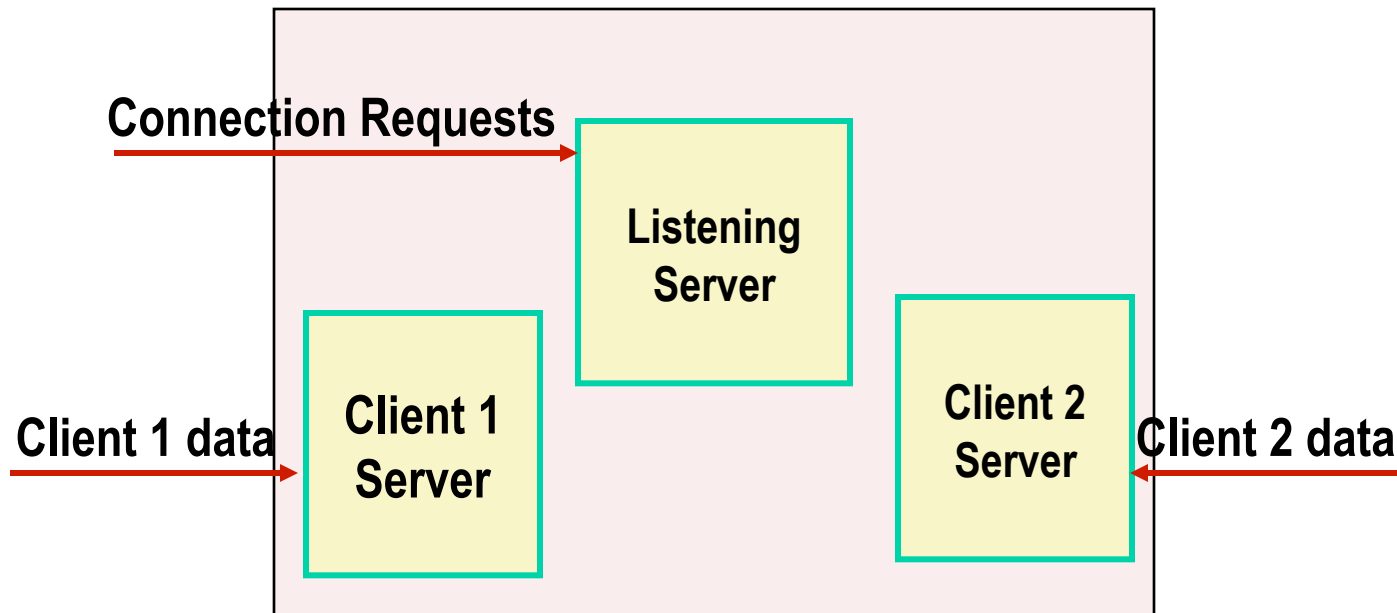 Connection Requests
Listening
Server
Client 1 data
Client 1
Server
Client 2
Server
Client 2 data